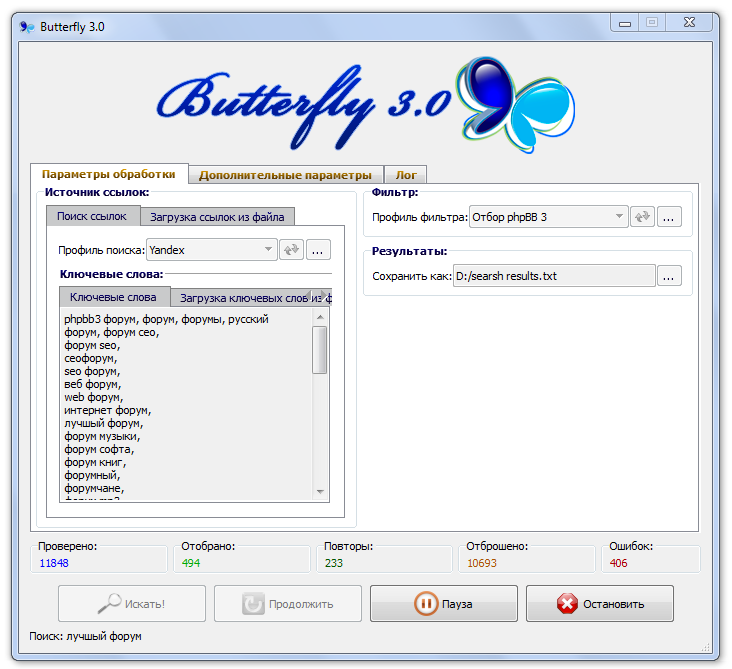 Butterfly 3.0
Butterfly 3.0
Параметры обработки
Дополнительные параметры
Лог
Источник ссылок:
Поиск ссылок
Загрузка ссылок из файла
Профиль поиска:
Yandex
...
Ключевые слова:
Ключевые слова
Загрузка ключевых слов из ф
phpbb3 форум, форум, форумы, русский
форум, форум сео,
форум seo,
сеофорум,
seo форум,
веб форум,
web форум,
интернет форум,
лучшый форум,
форум музыки,
форум софта,
форум книг,
форумный,
форумчане,
форум mp3
Фильтр:
Профиль фильтра:
Отбор phpBB 3
...
Результаты:
Сохранить как:
D:/searsh results.txt
...
Проверено:
11848
Отобрано:
494
Повторы:
233
Отброшено:
10693
Ошибок:
406
Искать!
Продолжить
Пауза
Остановить
Поиск: лучшый форум